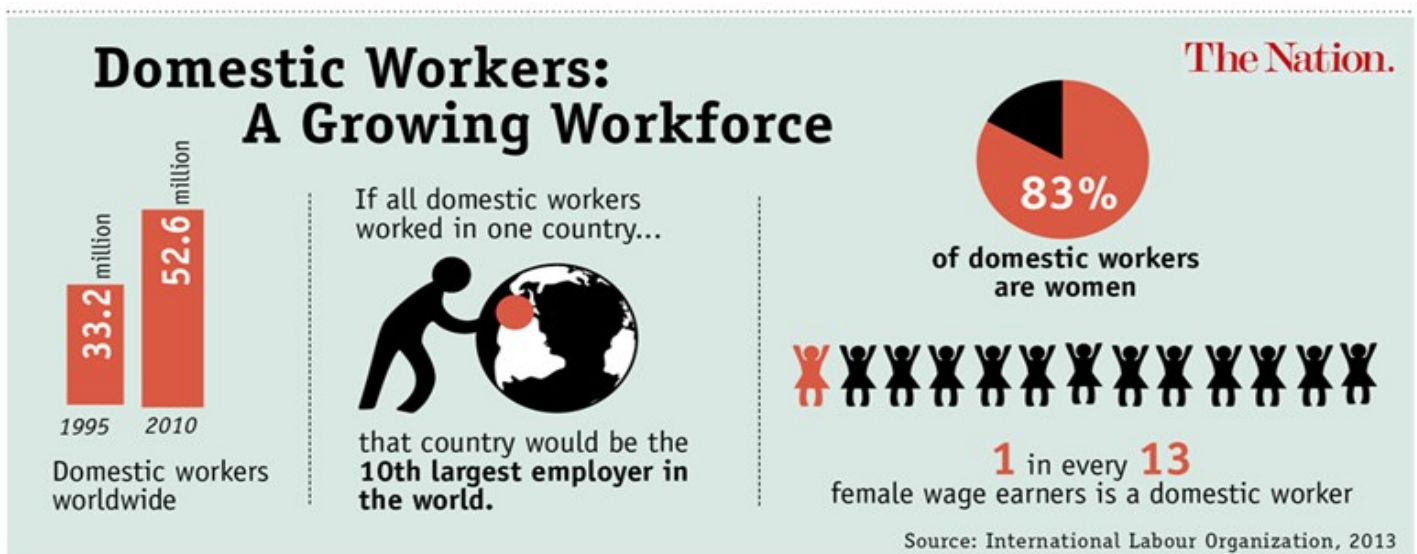 Domestic Workers:
A Growing Workforce
The Nation.
33.2 million
52.6 million
1995
2010
Domestic workers
worldwide
If all domestic workers
worked in one country...
that country would be the
10th largest employer in
the world.
83%
of domestic workers
are women
1 in every 13
female wage earners is a domestic worker
Source: International Labour Organization, 2013